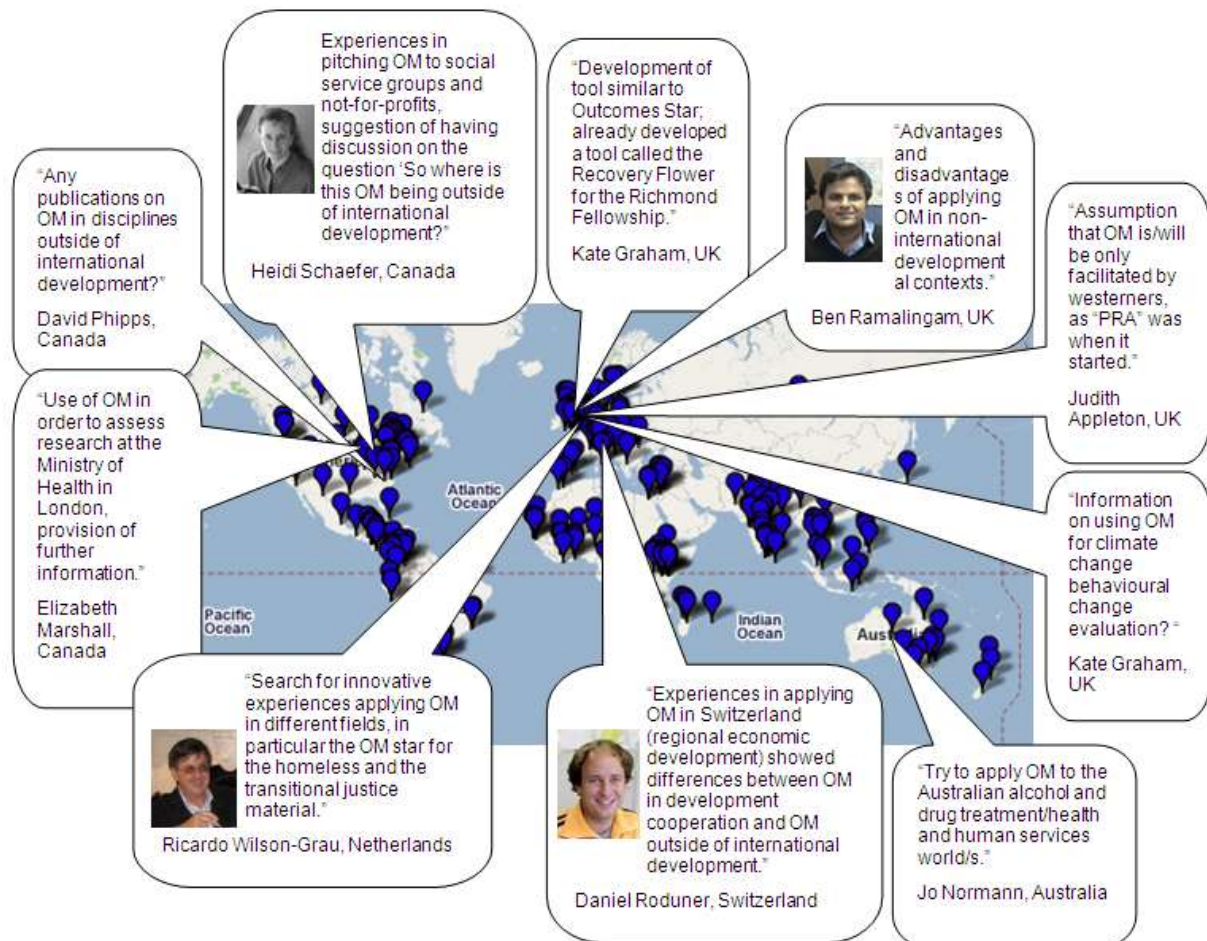 Experiences in
pitching OM to social
service groups and
not-for-profits,
suggestion of having
discussion on the
question ‘So where is
this OM being outside
of international
development?”
Heidi Schaefer, Canada
“Development of
tool similar to
Outcomes Star;
already developed
a tool called the
Recovery Flower
for the Richmond
Fellowship.”
Kate Graham, UK
“Advantages
and
disadvantage
s of applying
OM in non-
international
development
al contexts.”
Ben Ramalingam, UK
“Any
publications on
OM in disciplines
outside of
international
development?”
David Phipps,
Canada
“Assumption
that OM is/will
be only
facilitated by
westerners,
as “PRA” was
when it
started.”
Judith
Appleton, UK
“Use of OM in
order to assess
research at the
Ministry of
Health in
London,
provision of
further
information.”
Elizabeth
Marshall,
Canada
“Information
on using OM
for climate
change
behavioural
change
evaluation? “
Kate Graham,
UK
Atlantic
Ocean
Pacific
Ocean
Indian
Ocean
“Search for innovative
experiences applying OM
in different fields, in
particular the OM star for
the homeless and the
transitional justice
material.”
Ricardo Wilson-Grau, Netherlands
“Experiences in applying
OM in Switzerland
(regional economic
development) showed
differences between OM
in development
cooperation and OM
outside of international
development.”
Daniel Roduner, Switzerland
“Try to apply OM to the
Australian alcohol and
drug treatment/health
and human services
world/s.”
Jo Normann, Australia